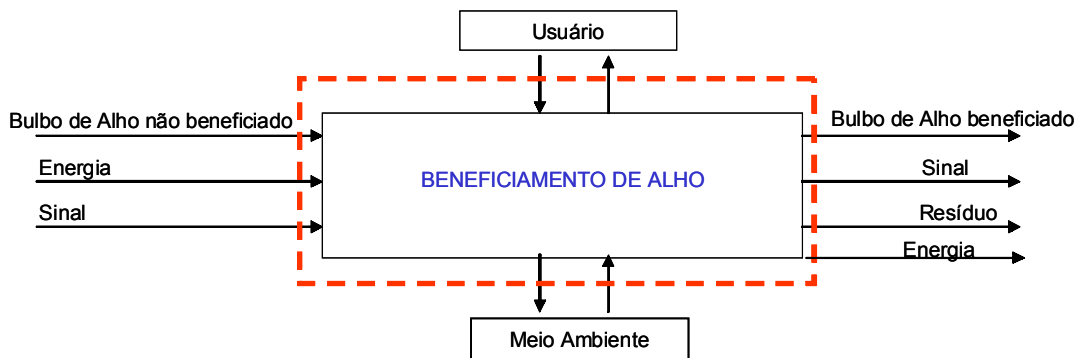 Usuário
Bulbo de Alho não beneficiado
Bulbo de Alho beneficiado
Energia
BENEFICIAMENTO DE ALHO
Sinal
Sinal
Resíduo
Energia
Meio Ambiente